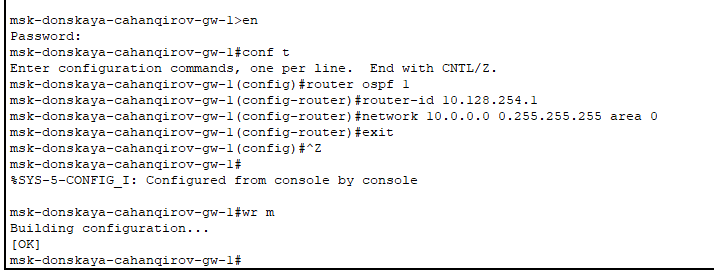 msk-donskaya-cahanqirov-gw-1>en
Password:
msk-donskaya-cahanqirov-gw-1#conf t
Enter configuration commands, one per line.  End with CNTL/Z.
msk-donskaya-cahanqirov-gw-1(config)#router ospf 1
msk-donskaya-cahanqirov-gw-1(config-router)#router-id 10.128.254.1
msk-donskaya-cahanqirov-gw-1(config-router)#network 10.0.0.0 0.255.255.255 area 0
msk-donskaya-cahanqirov-gw-1(config-router)#exit
msk-donskaya-cahanqirov-gw-1(config)#^Z
msk-donskaya-cahanqirov-gw-1#
%SYS-5-CONFIG_I: Configured from console by console
msk-donskaya-cahanqirov-gw-1#wr m
Building configuration...
[OK]
msk-donskaya-cahanqirov-gw-1#